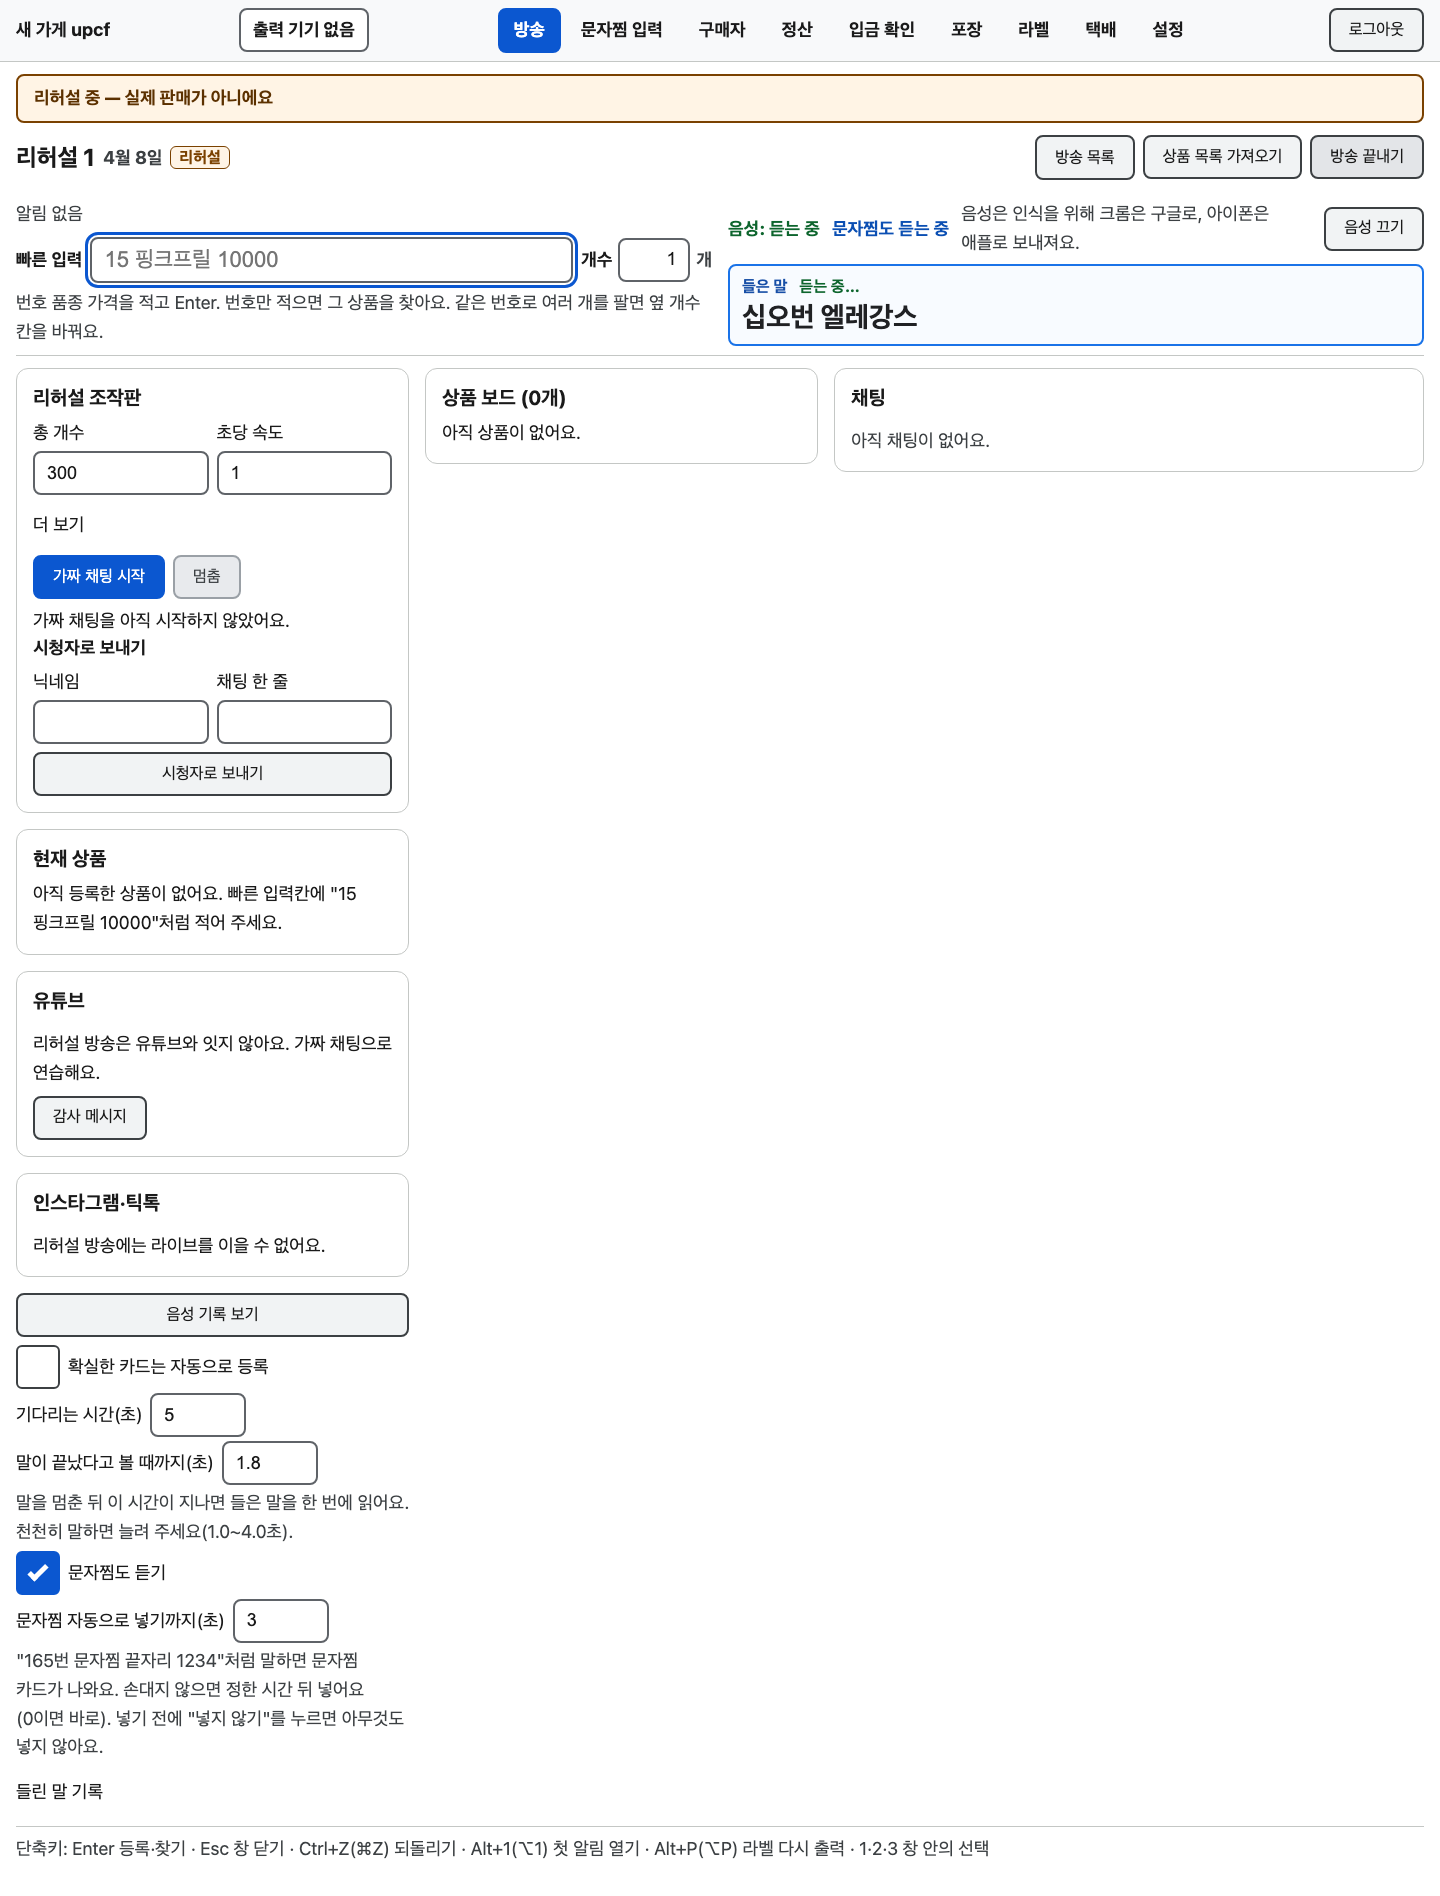 새 가게 upcf
출력 기기 없음
방송
문자찜 입력
구매자
정산
입금 확인
포장
라벨
택배
설정
로그아웃
리허설 중 — 실제 판매가 아니에요
리허설 1 4월 8일 리허설
방송 목록
상품 목록 가져오기
방송 끝내기
알림 없음
빠른 입력 15 핑크프릴 10000 개수 1 개
번호 품종 가격을 적고 Enter. 번호만 적으면 그 상품을 찾아요. 같은 번호로 여러 개를 팔면 옆 개수
칸을 바꿔요.
음성: 듣는 중 문자찜도 듣는 중
음성은 인식을 위해 크롬은 구글로, 아이폰은
애플로 보내져요.
음성 끄기
들은 말 듣는 중…
십오번 엘레강스
리허설 조작판
총 개수 초당 속도
300 1
더 보기
가짜 채팅 시작 멈춤
가짜 채팅을 아직 시작하지 않았어요.
시청자로 보내기
닉네임 채팅 한 줄
시청자로 보내기
상품 보드 (0개)
아직 상품이 없어요.
채팅
아직 채팅이 없어요.
현재 상품
아직 등록한 상품이 없어요. 빠른 입력칸에 "15
핑크프릴 10000"처럼 적어 주세요.
유튜브
리허설 방송은 유튜브와 잇지 않아요. 가짜 채팅으로
연습해요.
감사 메시지
인스타그램·틱톡
리허설 방송에는 라이브를 이을 수 없어요.
음성 기록 보기
확실한 카드는 자동으로 등록
기다리는 시간(초) 5
말이 끝났다고 볼 때까지(초) 1.8
말을 멈춘 뒤 이 시간이 지나면 들은 말을 한 번에 읽어요.
천천히 말하면 늘려 주세요(1.0~4.0초).
문자찜도 듣기
문자찜 자동으로 넣기까지(초) 3
"165번 문자찜 끝자리 1234"처럼 말하면 문자찜
카드가 나와요. 손대지 않으면 정한 시간 뒤 넣어요
(0이면 바로). 넣기 전에 "넣지 않기"를 누르면 아무것도
넣지 않아요.
들린 말 기록
단축키: Enter 등록·찾기 · Esc 창 닫기 · Ctrl+Z(⌘Z) 되돌리기 · Alt+1(⌥1) 첫 알림 열기 · Alt+P(⌥P) 라벨 다시 출력 · 1·2·3 창 안의 선택